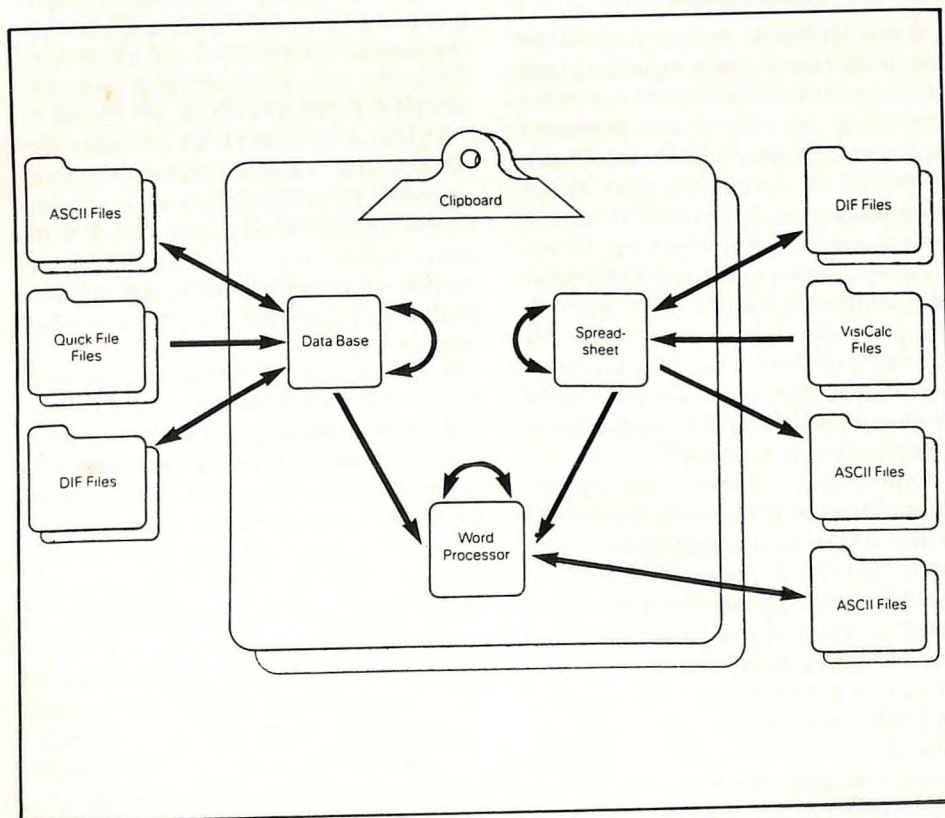 Clipboard
ASCII Files
Quick File
Files
DIF Files
Data Base
Spread-
sheet
Word
Processor
DIF Files
VisiCalc
Files
ASCII Files
ASCII Files